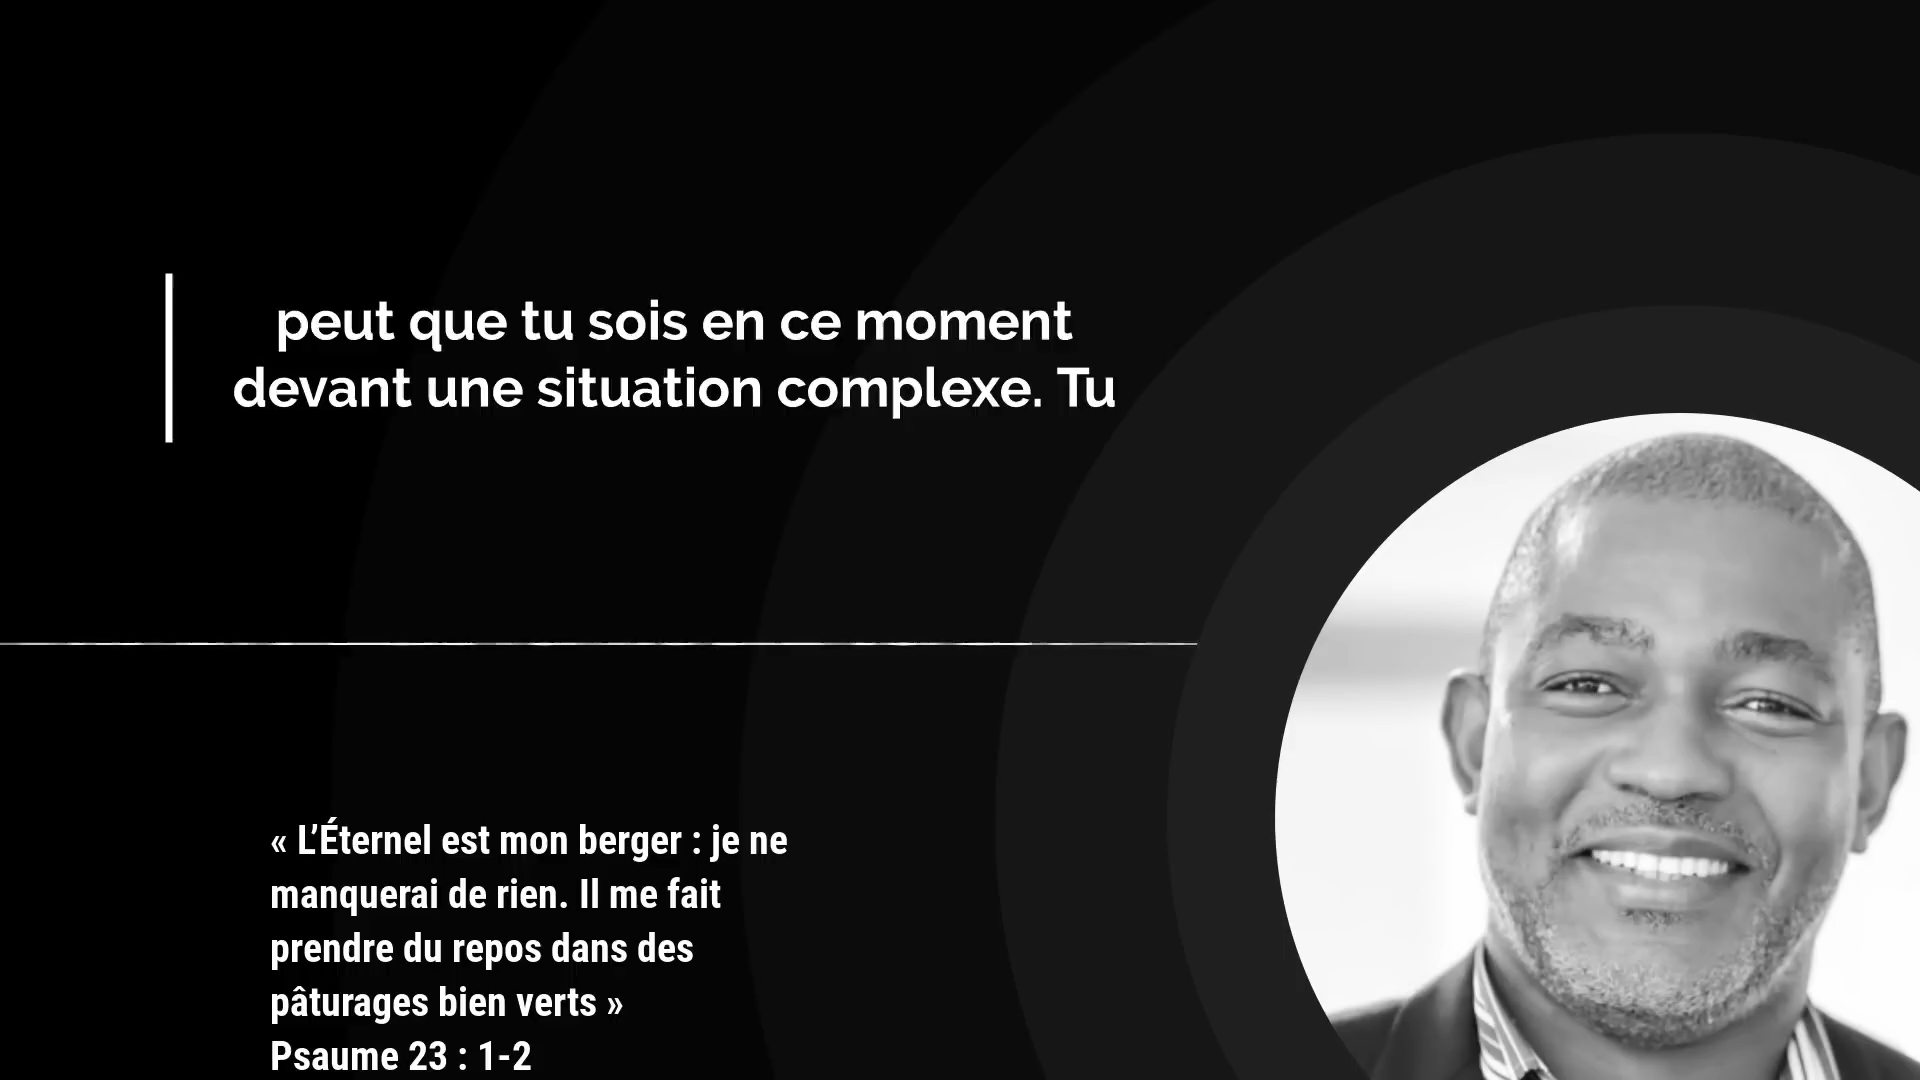 peut que tu sois en ce moment
devant une situation complexe. Tu
« L’Éternel est mon berger : je ne
manquerai de rien. Il me fait
prendre du repos dans des
pâturages bien verts »
Psaume 23 : 1-2